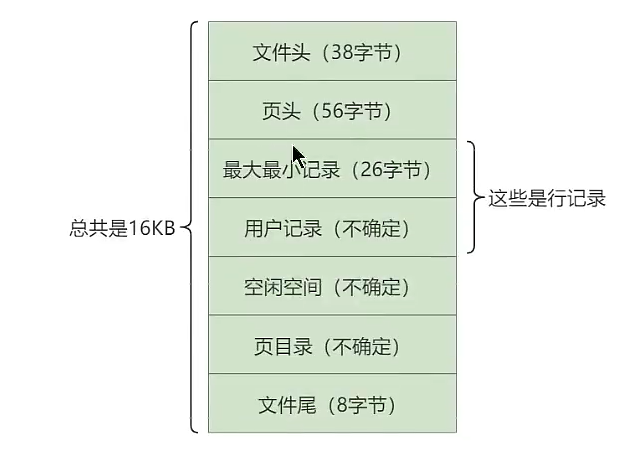 文件头（38字节）
页头（56字节）
最大最小记录（26字节）
这些是行记录
总共是16KB
用户记录（不确定）
空闲空间（不确定）
页目录（不确定）
文件尾（8字节）